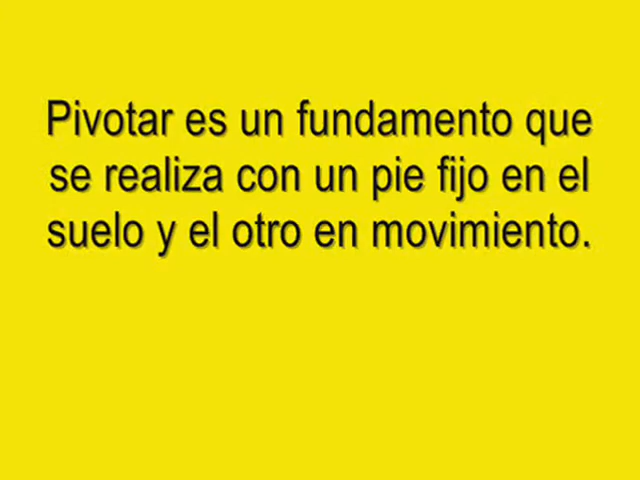 Pivotar es un fundamento que
se realiza con un pie fijo en el
suelo y el otro en movimiento.